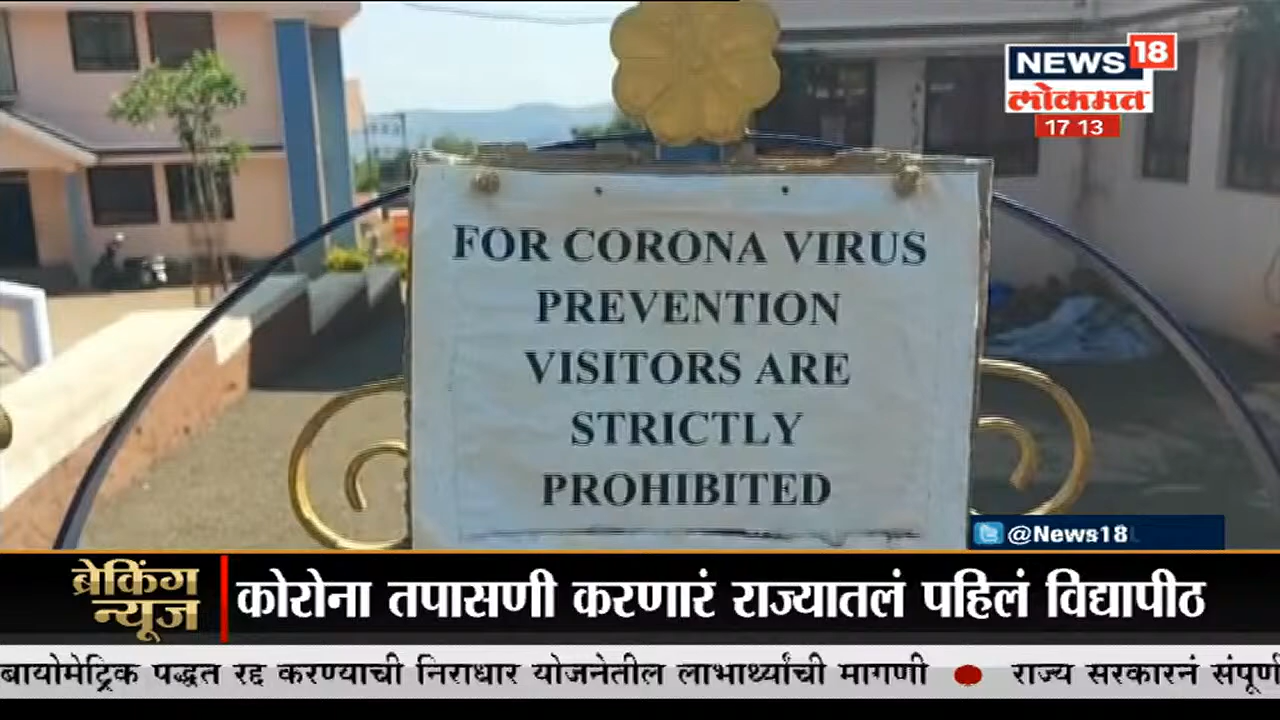 NEWS 18
लोकमत
17 13
FOR CORONA VIRUS
PREVENTION
VISITORS ARE
STRICTLY
PROHIBITED
@News18
ब्रेकिंग
न्यूज
कोरोना तपासणी करणारं राज्यातलं पहिलं विद्यापीठ
बायोमेट्रिक पद्धत रद्द करण्याची निराधार योजनेतील लाभार्थ्यांची मागणी ● राज्य सरकारनं संपूर्ण